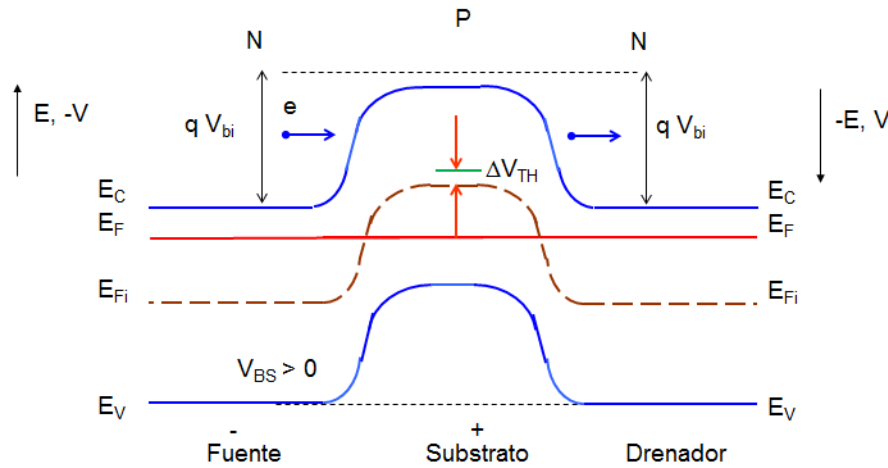 P
N N
E, -V e -E, V
q V_bi q V_bi
ΔV_TH
E_C E_C
E_F E_F
E_Fi E_Fi
V_BS > 0
E_V E_V
- +
Fuente Substrato Drenador